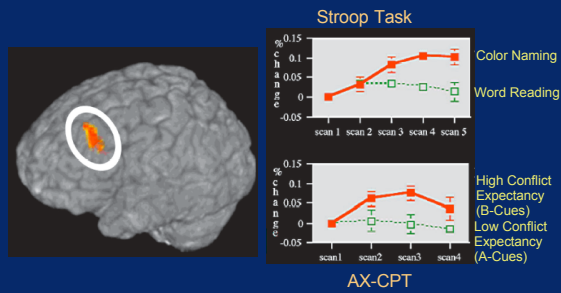 Stroop Task
% change
0.15
0.1
0.05
0
-0.05
scan 1 scan 2 scan 3 scan 4 scan 5
Color Naming
Word Reading
% change
0.15
0.1
0.05
0
-0.05
scan1 scan2 scan3 scan4
High Conflict
Expectancy
(B-Cues)
Low Conflict
Expectancy
(A-Cues)
AX-CPT